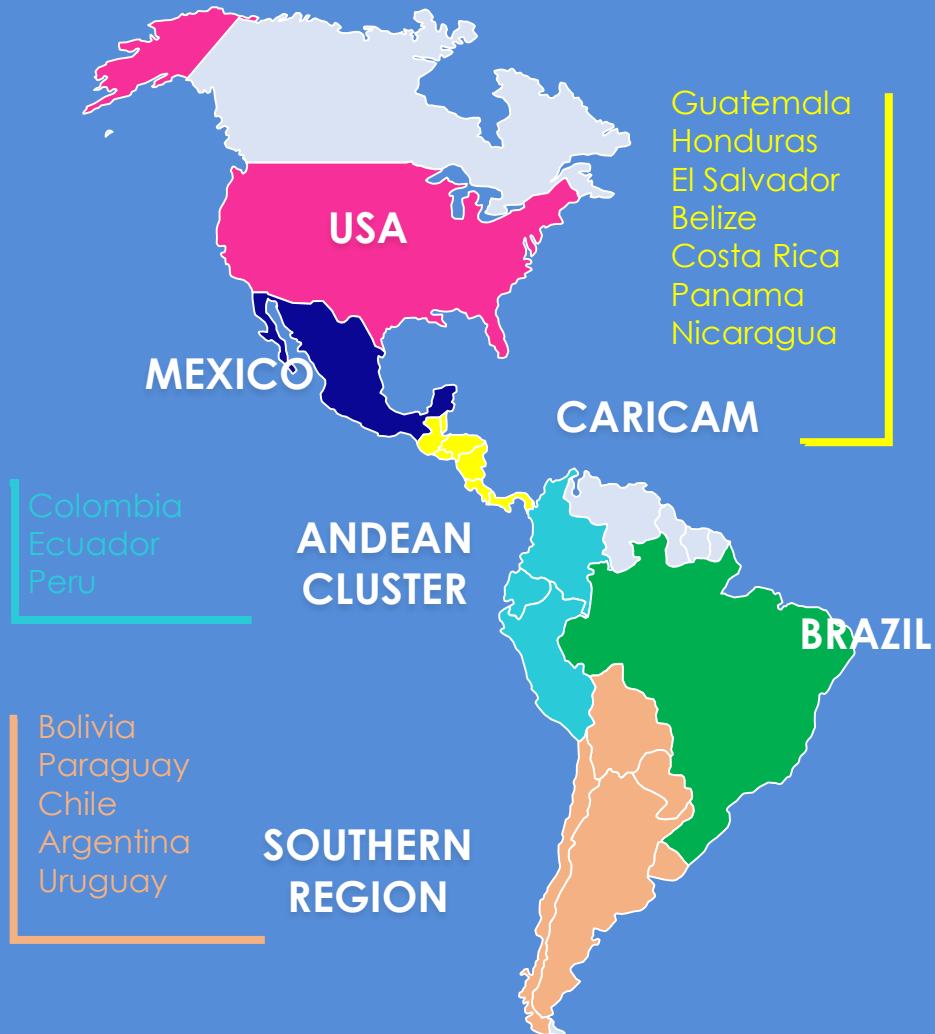 Guatemala
Honduras
El Salvador
Belize
Costa Rica
Panama
Nicaragua
USA
MEXICO
CARICAM
Colombia
Ecuador
Peru
ANDEAN
CLUSTER
BRAZIL
Bolivia
Paraguay
Chile
Argentina
Uruguay
SOUTHERN
REGION